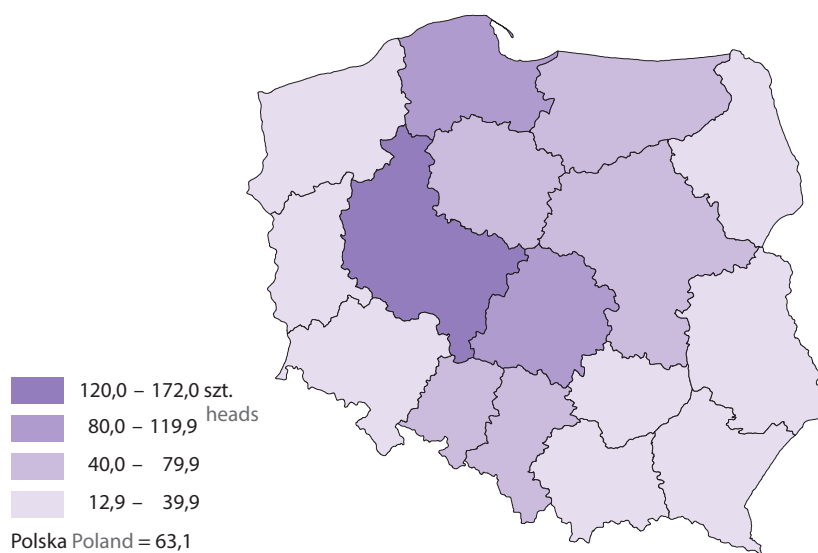 120,0 – 172,0 szt.
heads
80,0 – 119,9
40,0 – 79,9
12,9 – 39,9
Polska Poland = 63,1